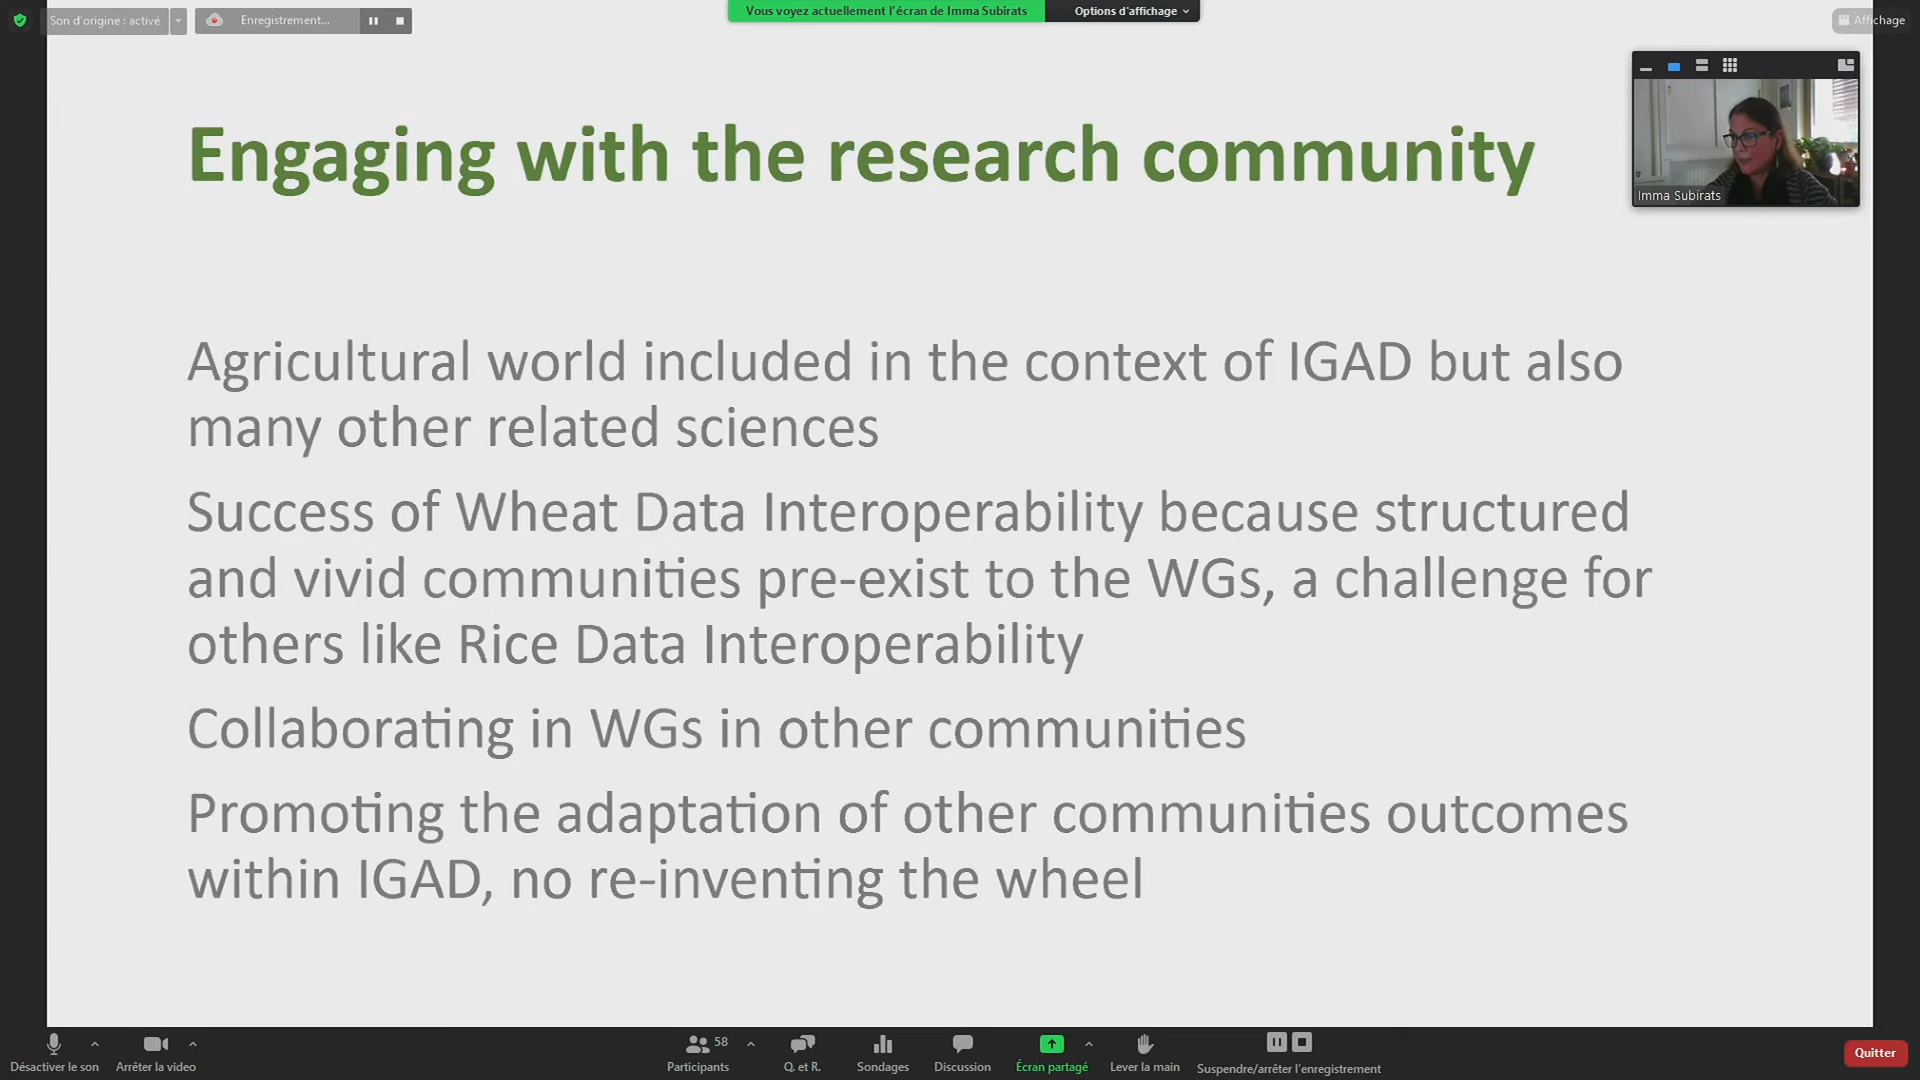 Son d'origine : activé
Enregistrement...
Vous voyez actuellement l'écran de Imma Subirats
Options d'affichage
Affichage
Engaging with the research community
Imma Subirats
Agricultural world included in the context of IGAD but also
many other related sciences
Success of Wheat Data Interoperability because structured
and vivid communities pre-exist to the WGs, a challenge for
others like Rice Data Interoperability
Collaborating in WGs in other communities
Promoting the adaptation of other communities outcomes
within IGAD, no re-inventing the wheel
Désactiver le son
Arrêter la video
58
Participants
Q. et R.
Sondages
Discussion
Écran partagé
Lever la main
Suspendre/arrêter l'enregistrement
Quitter